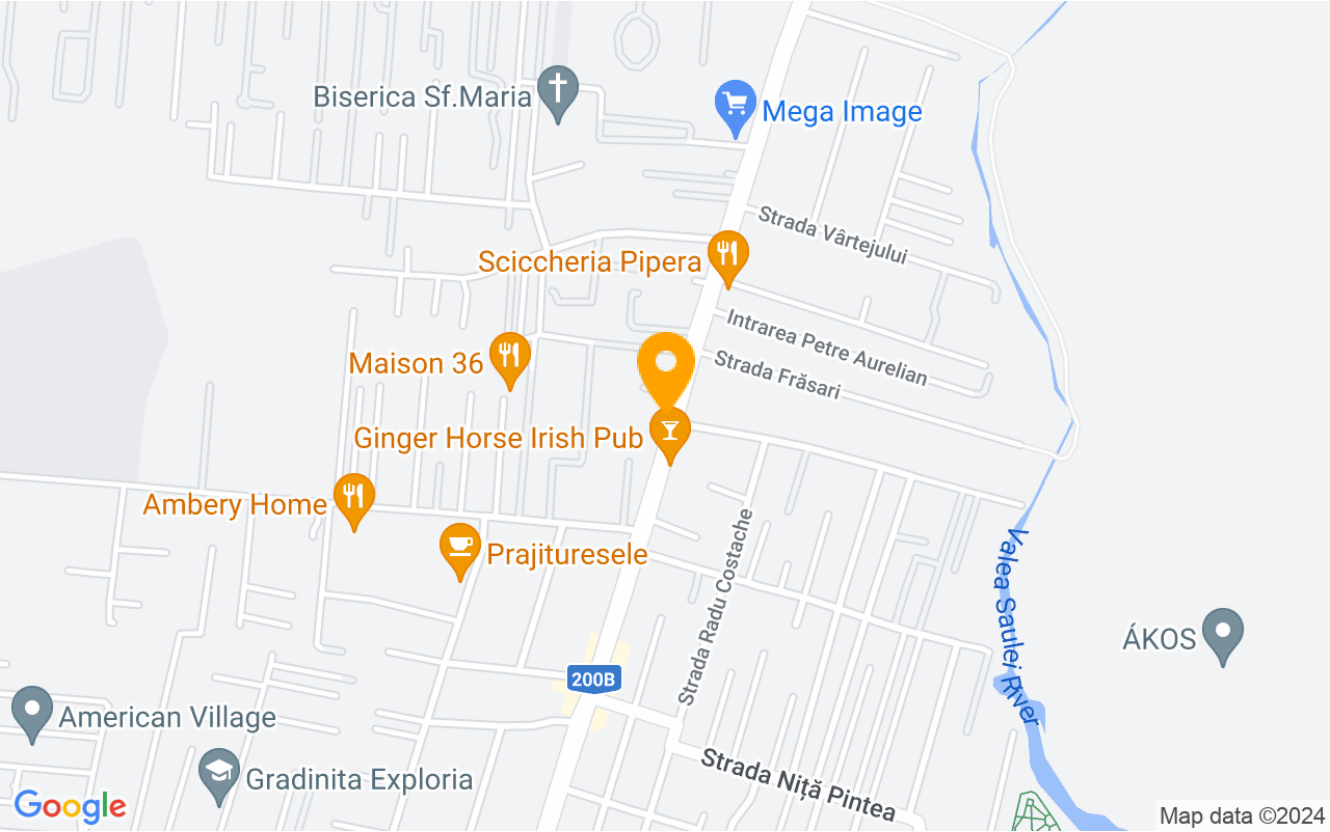 Biserica Sf.Maria
Mega Image
Strada Vârtejului
Sciccheria Pipera
Intrarea Petre Aurelian
Maison 36
Strada Frăsari
Ginger Horse Irish Pub
Ambery Home
Prajituresele
Strada Radu Costache
Valea Saulei River
ÁKOS
200B
American Village
Strada Niță Pintea
Gradinita Exploria
Google
Map data ©2024